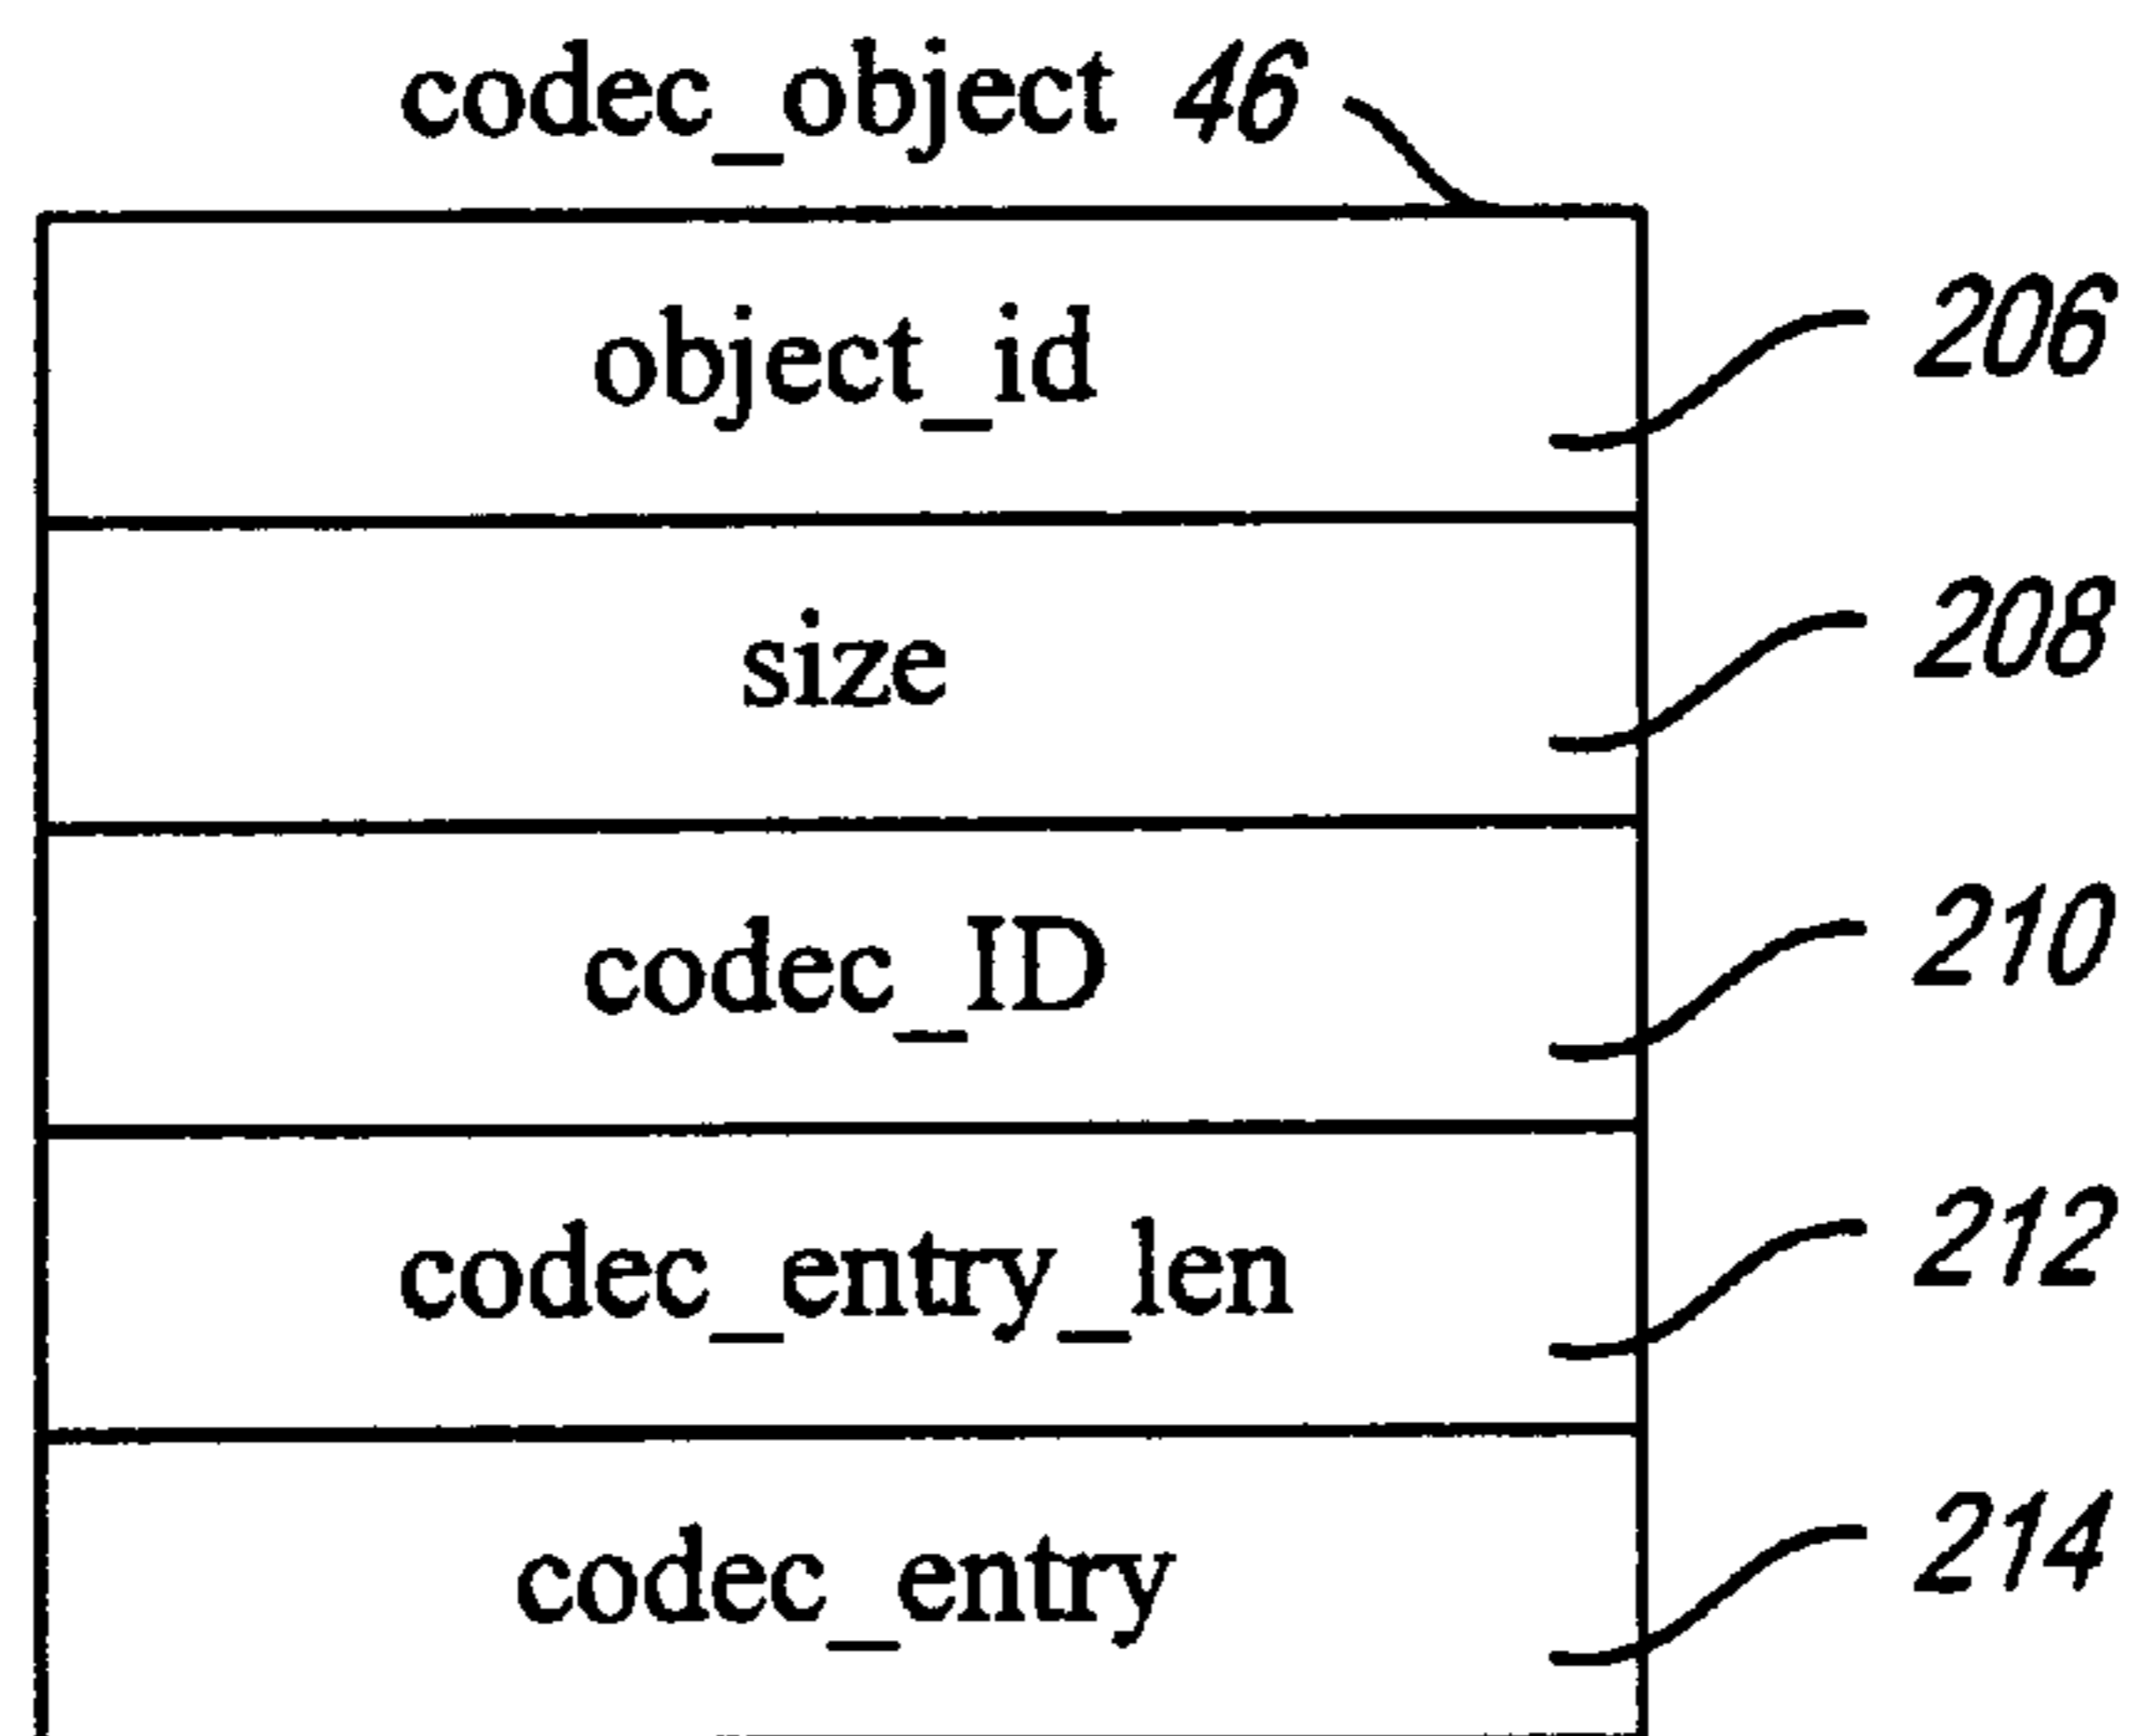 codec_object 46
object_id 206
size 208
codec_ID 210
codec_entry_len 212
codec_entry 214